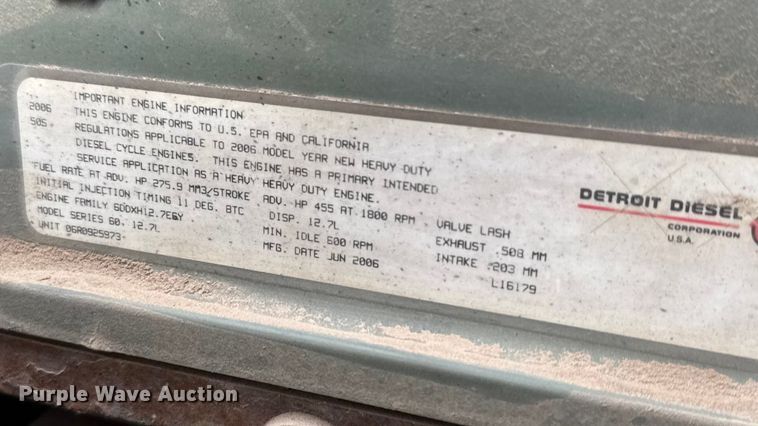 2006 IMPORTANT ENGINE INFORMATION
505 THIS ENGINE CONFORMS TO U.S. EPA AND CALIFORNIA
REGULATIONS APPLICABLE TO 2006 MODEL YEAR NEW HEAVY DUTY
DIESEL CYCLE ENGINES. THIS ENGINE HAS A PRIMARY INTENDED
SERVICE APPLICATION AS A HEAVY HEAVY DUTY ENGINE.
FUEL RATE AT ADV. HP 275.9 MM3/STROKE ADV. HP 455 AT 1800 RPM VALVE LASH
INITIAL INJECTION TIMING 11 DEG. BTC DISP. 12.7L EXHAUST .508 MM
ENGINE FAMILY 6DDXH12.7EGY MIN. IDLE 600 RPM INTAKE .203 MM
MODEL SERIES 60, 12.7L MFG. DATE JUN 2006 L16179
UNIT 06R0925973
DETROIT DIESEL
CORPORATION
U.S.A.
Purple Wave Auction